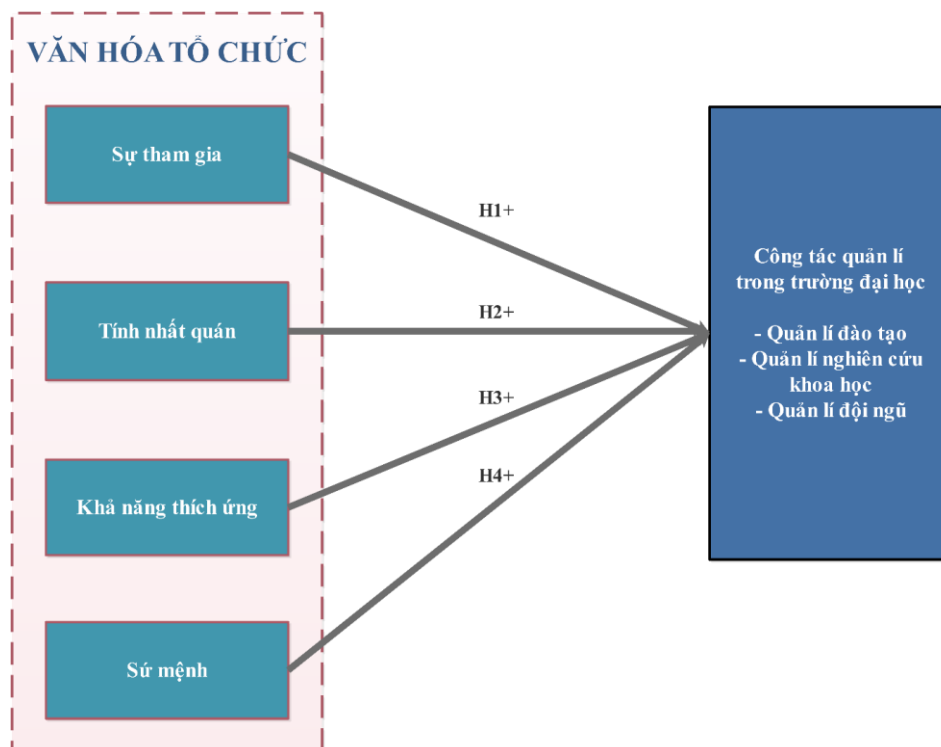 VĂN HÓA TỔ CHỨC
Sự tham gia
Tính nhất quán
Khả năng thích ứng
Sứ mệnh
H1+
H2+
H3+
H4+
Công tác quản lí
trong trường đại học
- Quản lí đào tạo
- Quản lí nghiên cứu
khoa học
- Quản lí đội ngũ